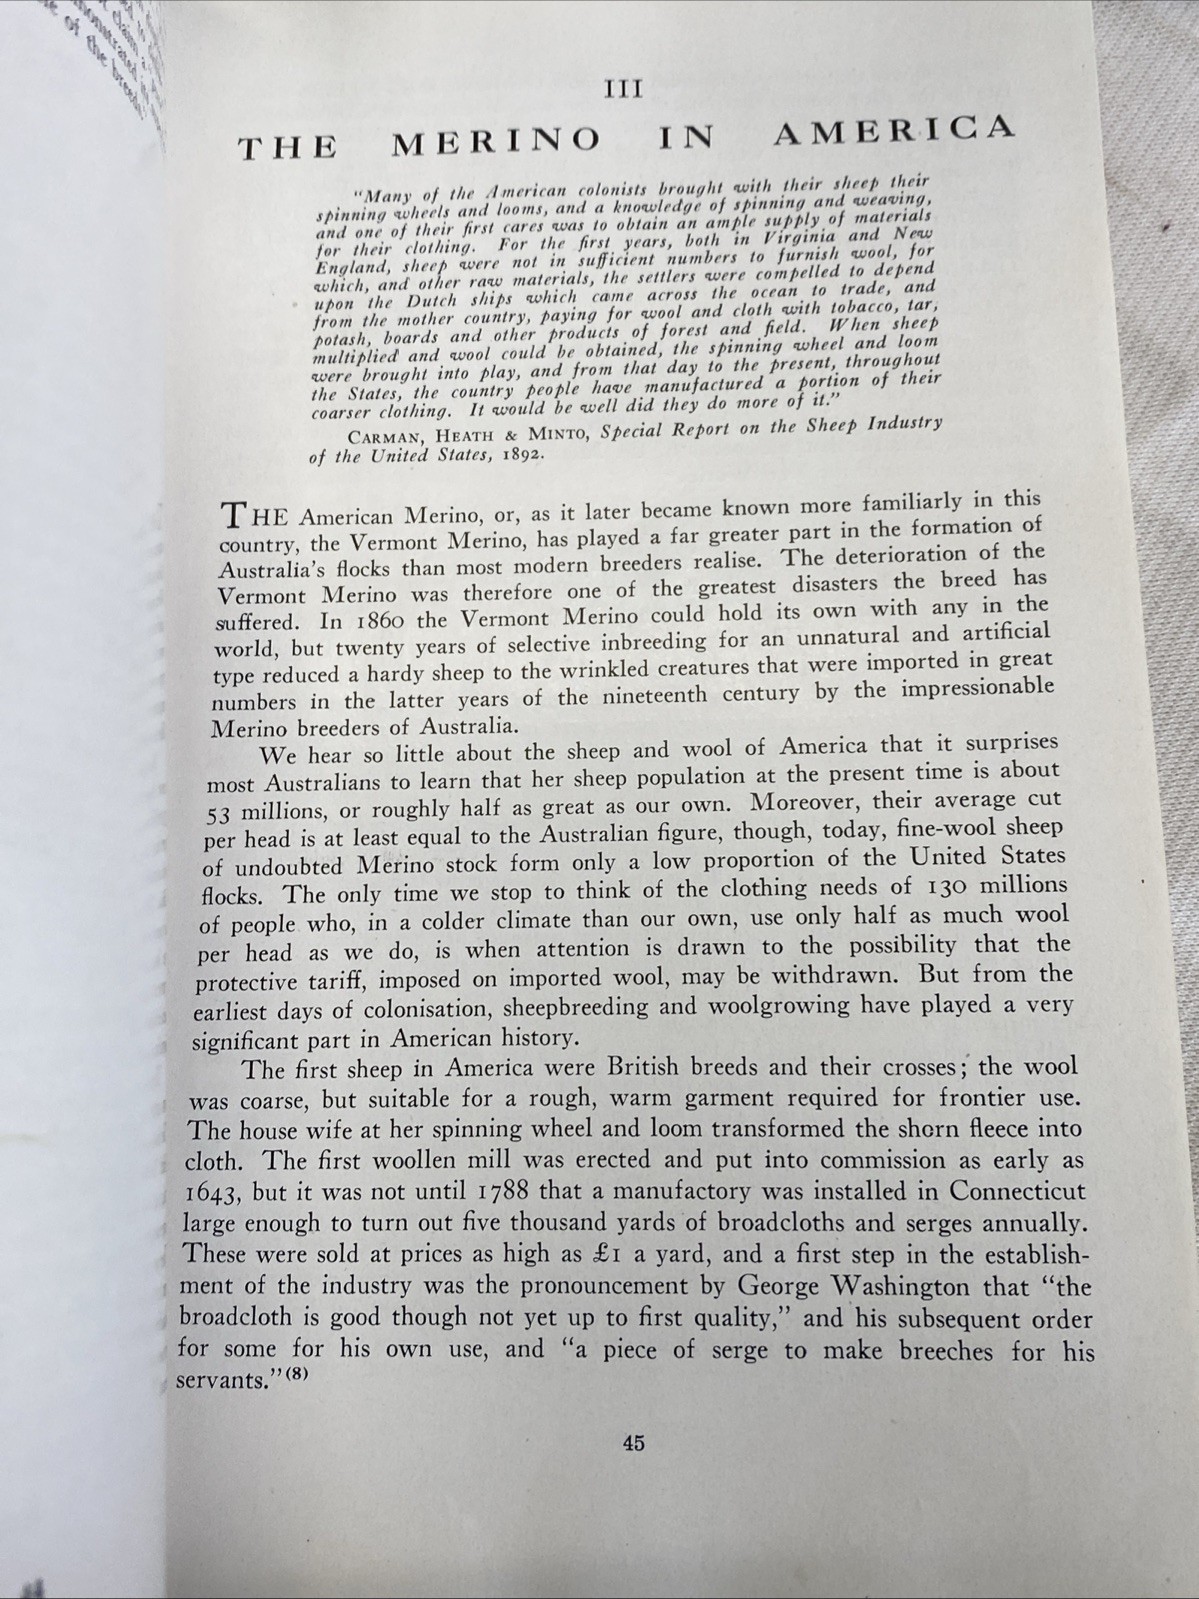 of the breed.
III
THE MERINO IN AMERICA
"Many of the American colonists brought with their sheep their
spinning wheels and looms, and a knowledge of spinning and weaving,
and one of their first cares was to obtain an ample supply of materials
for their clothing. For the first years, both in Virginia and New
England, sheep were not in sufficient numbers to furnish wool, for
which, and other raw materials, the settlers were compelled to depend
upon the Dutch ships which came across the ocean to trade, and
from the mother country, paying for wool and cloth with tobacco, tar,
potash, boards and other products of forest and field. When sheep
multiplied and wool could be obtained, the spinning wheel and loom
were brought into play, and from that day to the present, throughout
the States, the country people have manufactured a portion of their
coarser clothing. It would be well did they do more of it."
CARMAN, HEATH & MINTO, Special Report on the Sheep Industry
of the United States, 1892.
THE American Merino, or, as it later became known more familiarly in this
country, the Vermont Merino, has played a far greater part in the formation of
Australia's flocks than most modern breeders realise. The deterioration of the
Vermont Merino was therefore one of the greatest disasters the breed has
suffered. In 1860 the Vermont Merino could hold its own with any in the
world, but twenty years of selective inbreeding for an unnatural and artificial
type reduced a hardy sheep to the wrinkled creatures that were imported in great
numbers in the latter years of the nineteenth century by the impressionable
Merino breeders of Australia.
We hear so little about the sheep and wool of America that it surprises
most Australians to learn that her sheep population at the present time is about
53 millions, or roughly half as great as our own. Moreover, their average cut
per head is at least equal to the Australian figure, though, today, fine-wool sheep
of undoubted Merino stock form only a low proportion of the United States
flocks. The only time we stop to think of the clothing needs of 130 millions
of people who, in a colder climate than our own, use only half as much wool
per head as we do, is when attention is drawn to the possibility that the
protective tariff, imposed on imported wool, may be withdrawn. But from the
earliest days of colonisation, sheepbreeding and woolgrowing have played a very
significant part in American history.
The first sheep in America were British breeds and their crosses; the wool
was coarse, but suitable for a rough, warm garment required for frontier use.
The house wife at her spinning wheel and loom transformed the shorn fleece into
cloth. The first woollen mill was erected and put into commission as early as
1643, but it was not until 1788 that a manufactory was installed in Connecticut
large enough to turn out five thousand yards of broadcloths and serges annually.
These were sold at prices as high as £1 a yard, and a first step in the establish-
ment of the industry was the pronouncement by George Washington that "the
broadcloth is good though not yet up to first quality," and his subsequent order
for some for his own use, and "a piece of serge to make breeches for his
servants."(8)
45